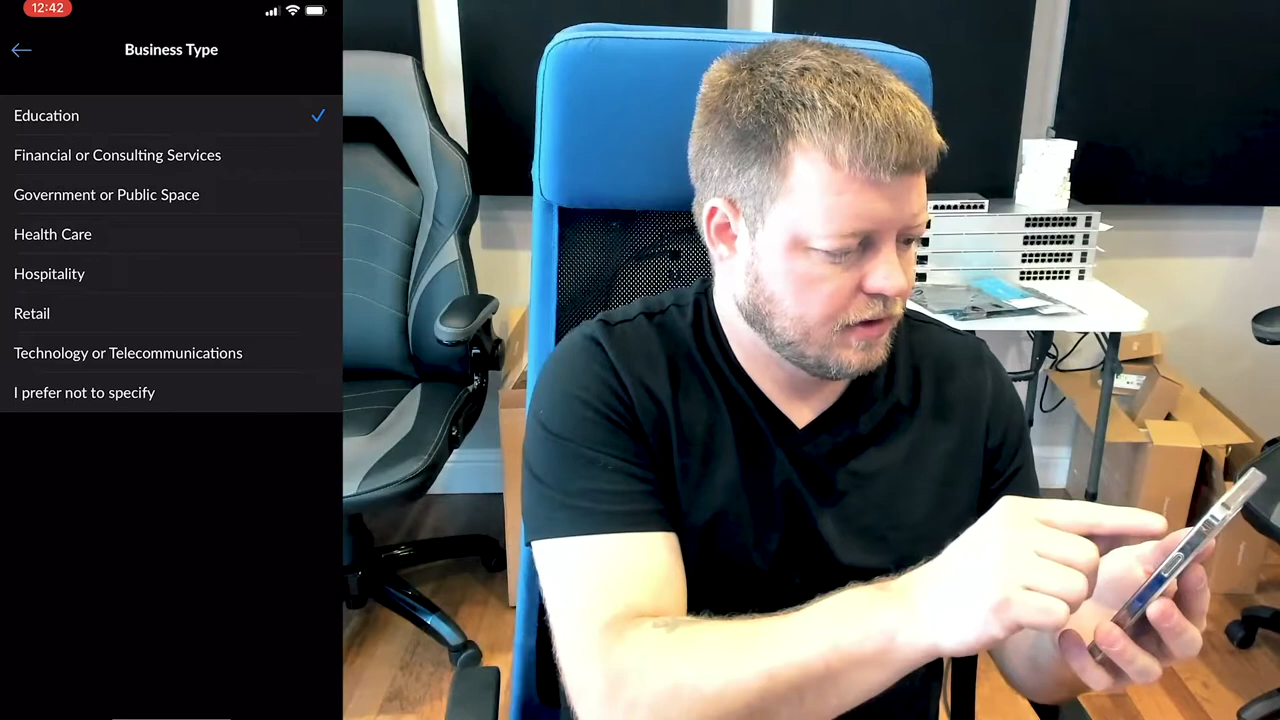 12:42
Business Type
Education
Financial or Consulting Services
Government or Public Space
Health Care
Hospitality
Retail
Technology or Telecommunications
I prefer not to specify